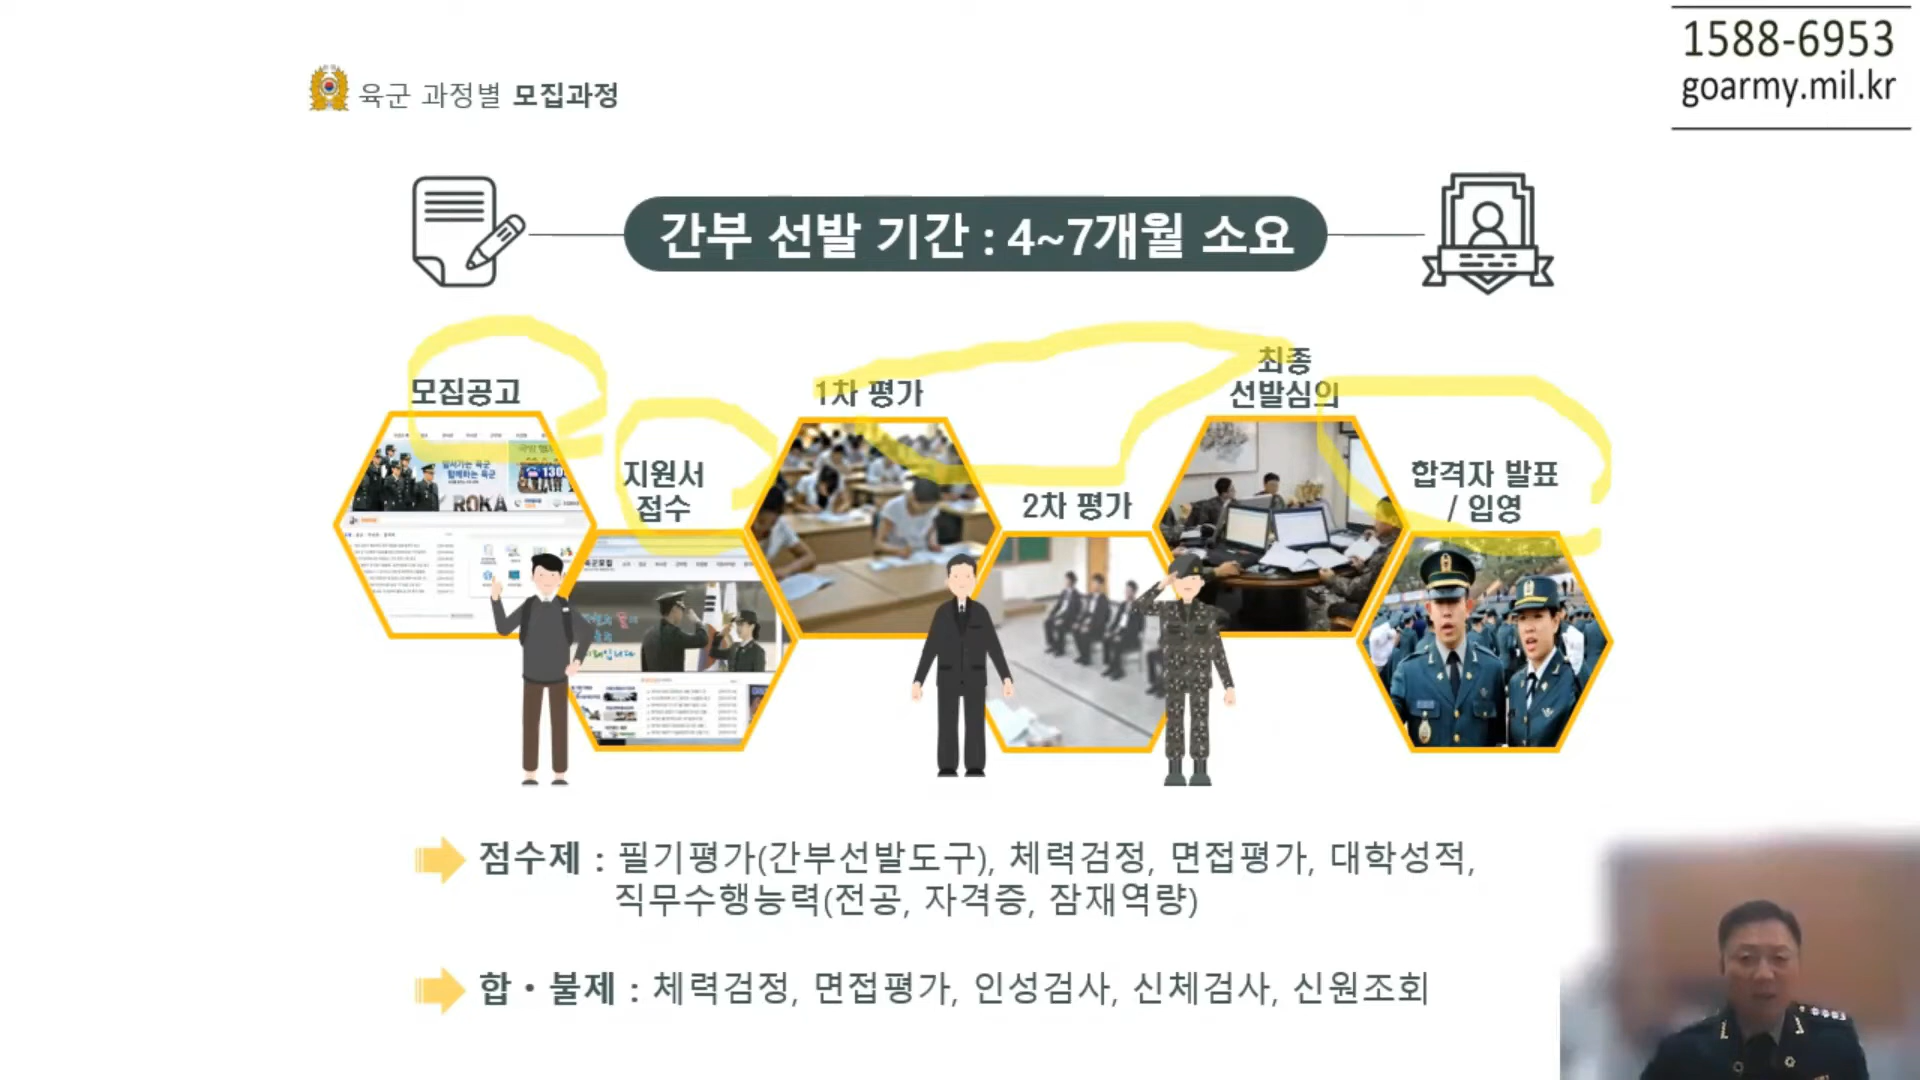 1588-6953
goarmy.mil.kr
육군 과정별 모집과정
간부 선발 기간 : 4~7개월 소요
모집공고
지원서
접수
1차 평가
2차 평가
최종
선발심의
합격자 발표
/ 입영
ROKA
점수제 : 필기평가(간부선발도구), 체력검정, 면접평가, 대학성적,
직무수행능력(전공, 자격증, 잠재역량)
합・불제 : 체력검정, 면접평가, 인성검사, 신체검사, 신원조회